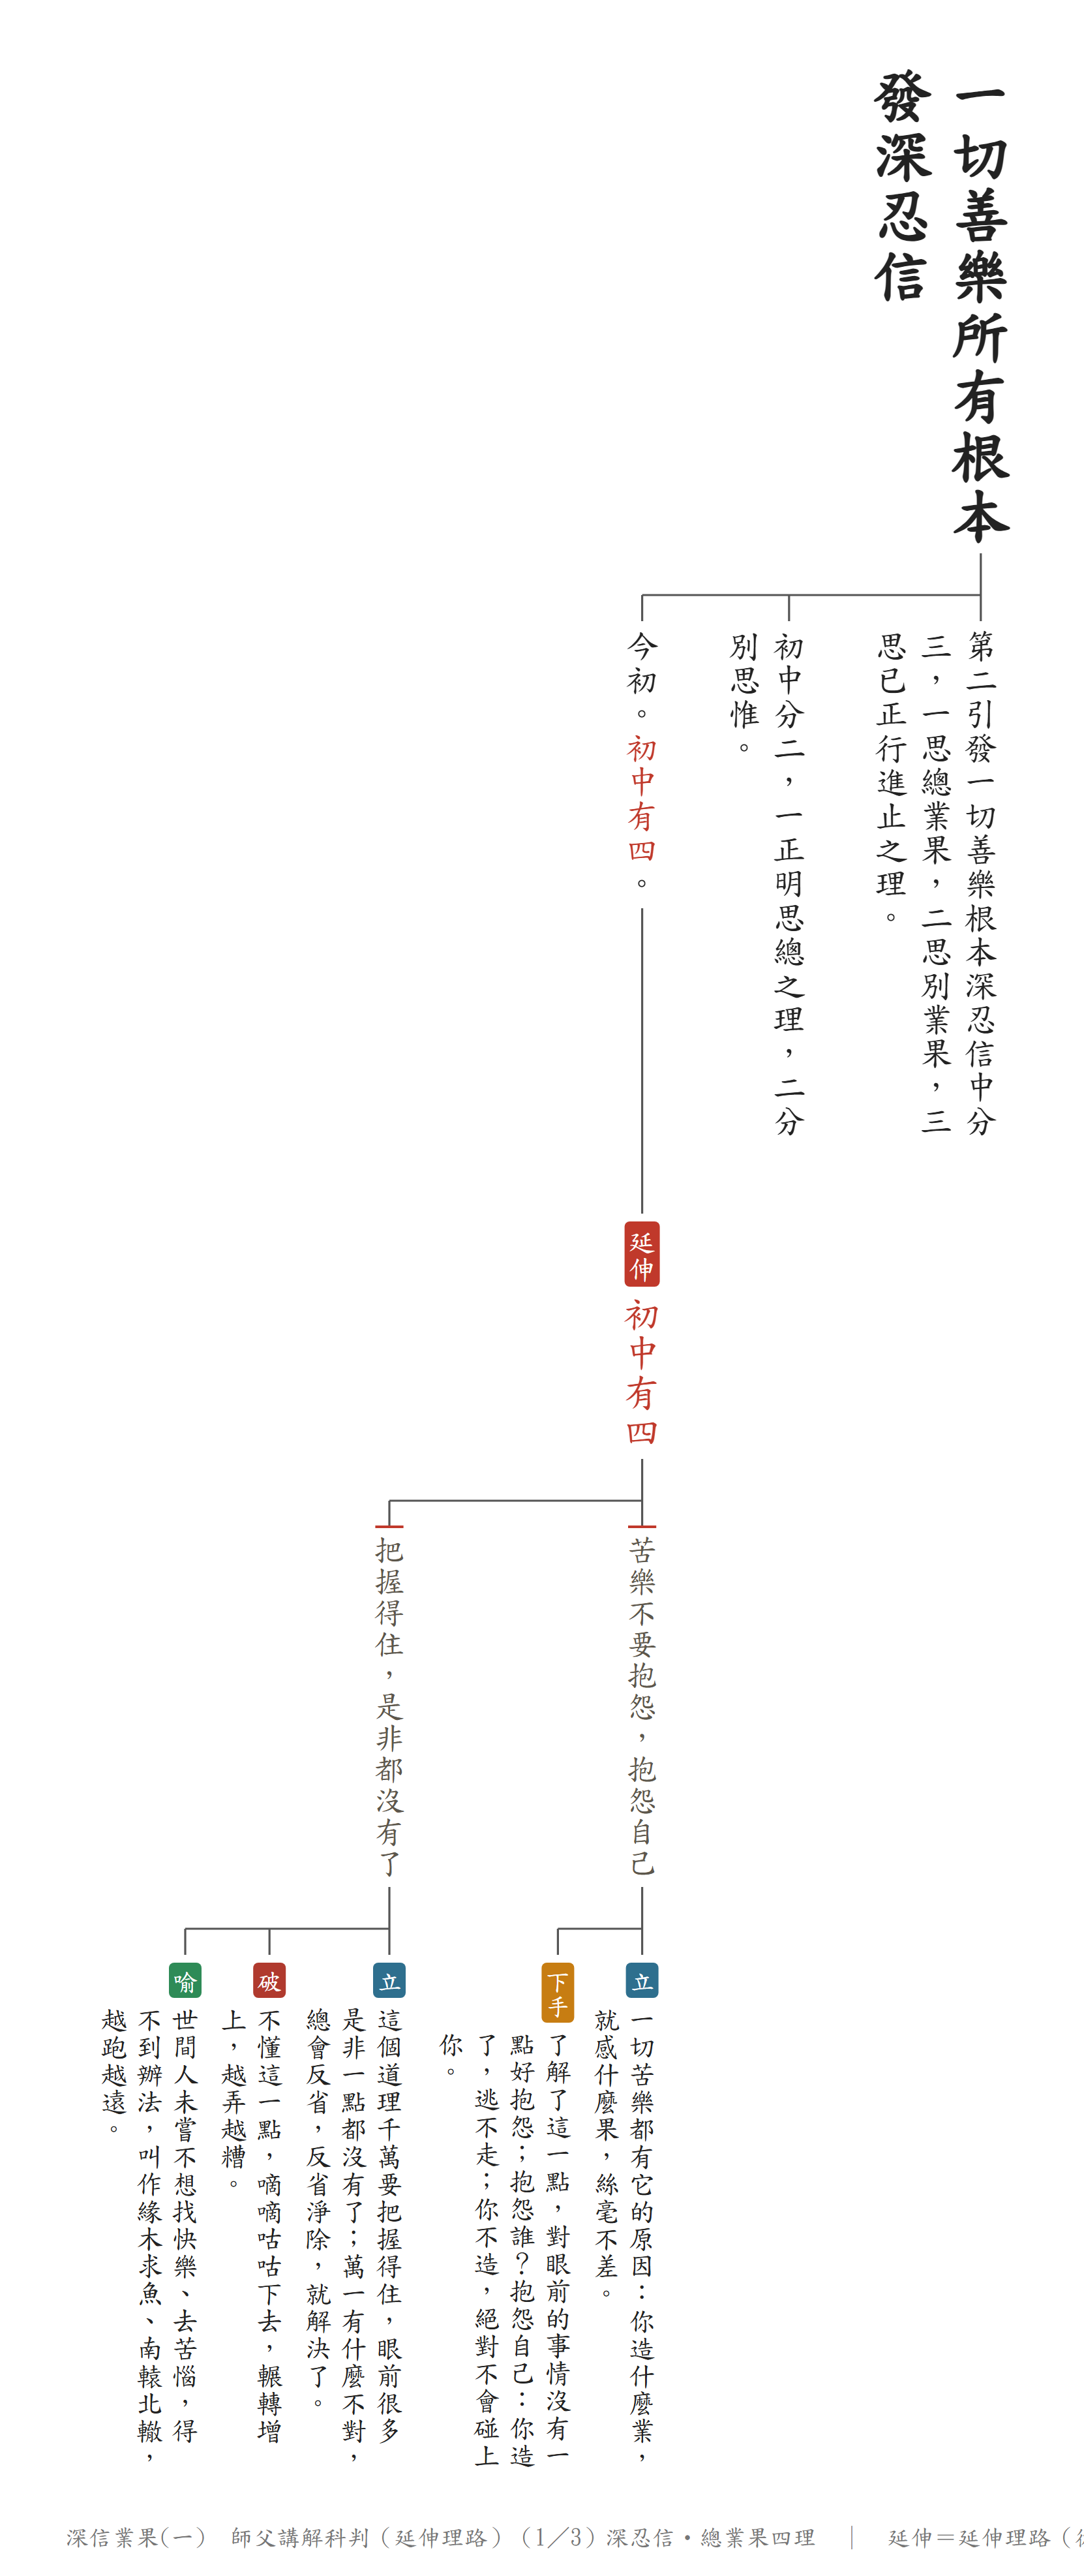 一切善樂所有根本
發深忍信
第二引發一切善樂根本深忍信中分
三，一思總業果，二思別業果，三
思已正行進止之理。
初中分二，一正明思總之理，二分
別思惟。
今初。初中有四。
延伸
初中有四
苦樂不要抱怨，抱怨自己
立
一切苦樂都有它的原因：你造什麼業，
就感什麼果，絲毫不差。
下手
了解了這一點，對眼前的事情沒有一
點好抱怨；抱怨誰？抱怨自己：你造
了，逃不走；你不造，絕對不會碰上
你。
把握得住，是非都沒有了
立
這個道理千萬要把握得住，眼前很多
是非一點都沒有了；萬一有什麼不對，
總會反省，反省淨除，就解決了。
破
不懂這一點，嘀嘀咕咕下去，輾轉增
上，越弄越糟。
喻
世間人未嘗不想找快樂、去苦惱，得
不到辦法，叫作緣木求魚、南轅北轍，
越跑越遠。
深信業果(一) 師父講解科判（延伸理路）（1／3）深忍信・總業果四理 ｜ 延伸＝延伸理路（